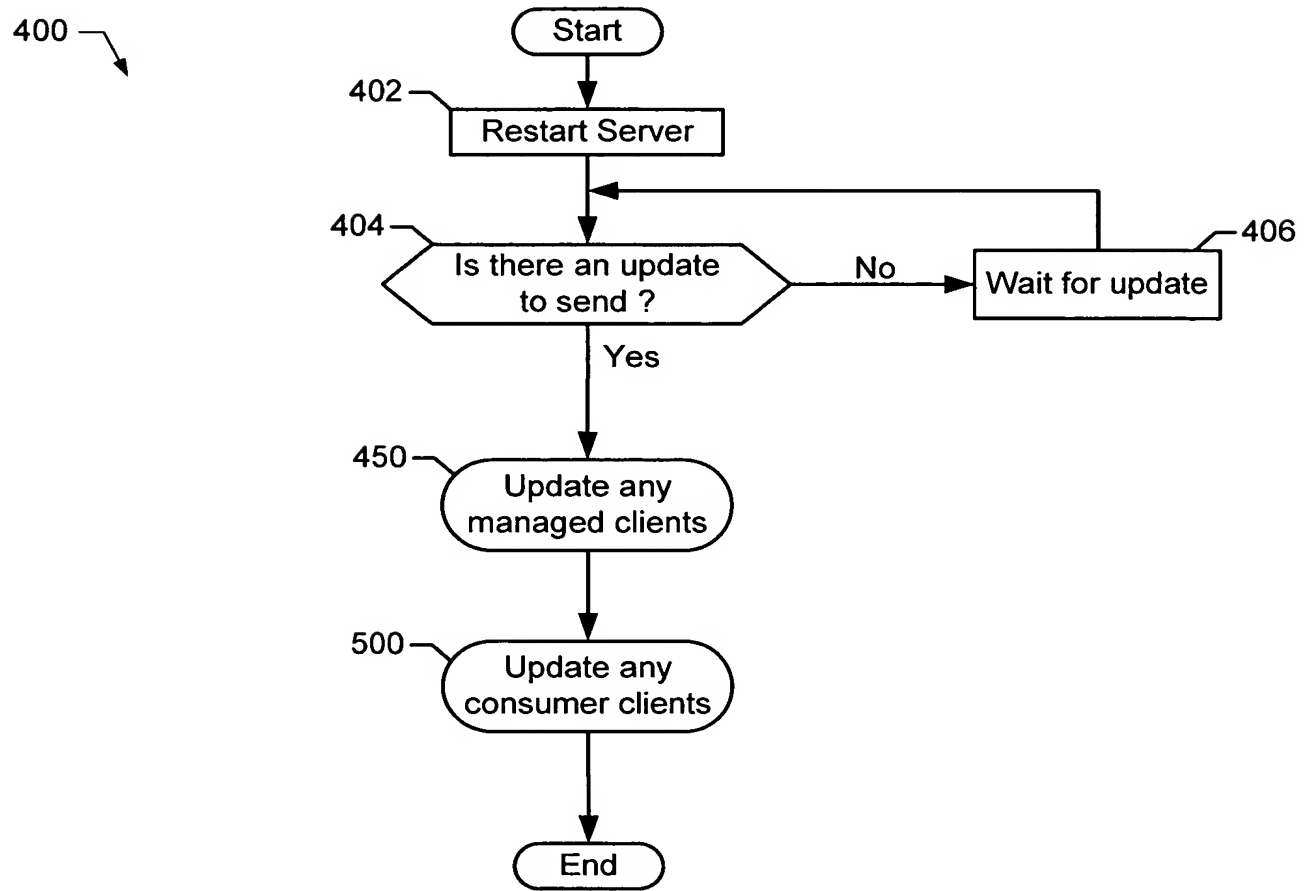 400
Start
402
Restart Server
404
Is there an update
to send ?
No
406
Wait for update
Yes
450
Update any
managed clients
500
Update any
consumer clients
End